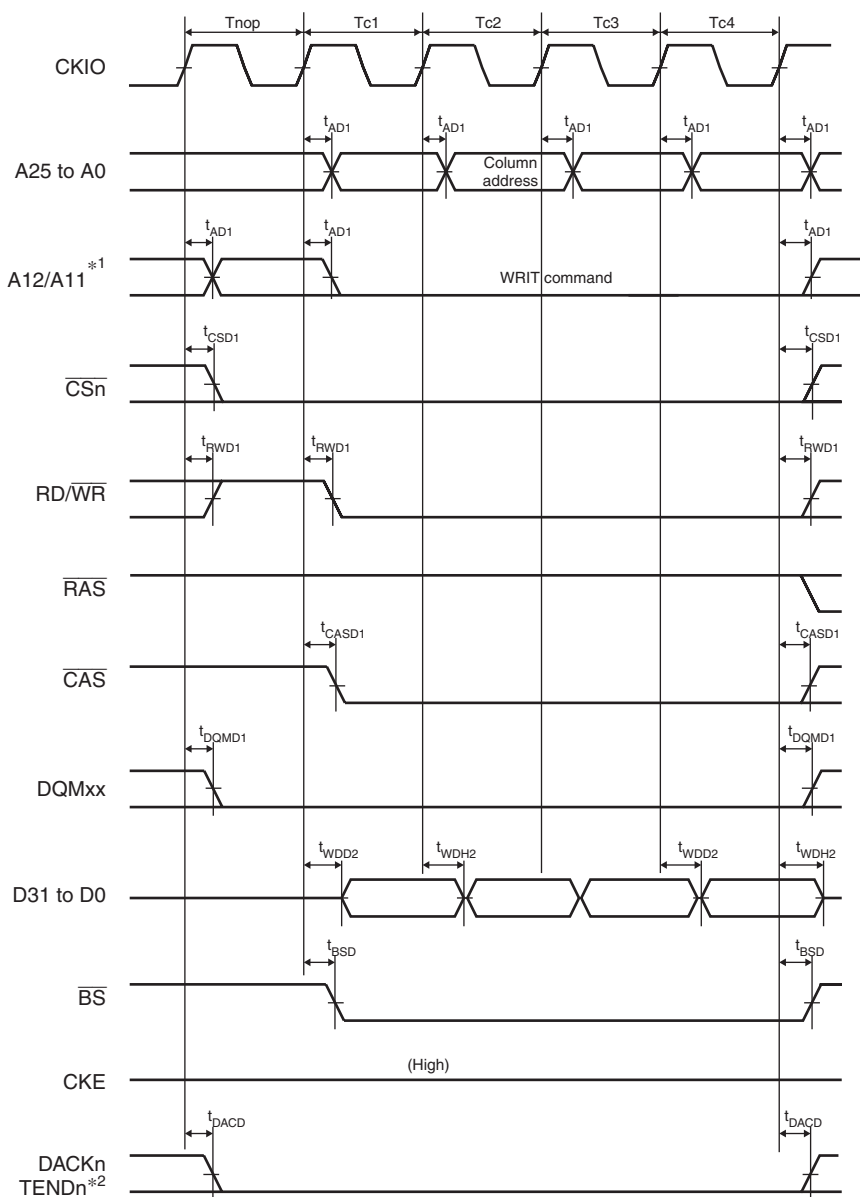 Tnop Tc1 Tc2 Tc3 Tc4
CKIO
tAD1 tAD1 tAD1 tAD1 tAD1
A25 to A0
Column
address
tAD1 tAD1 tAD1
A12/A11 *1
WRIT command
tCSD1 tCSD1
CSn
tRWD1 tRWD1 tRWD1
RD/WR
RAS
tCASD1 tCASD1
CAS
tDQMD1 tDQMD1
DQMxx
tWDD2 tWDH2 tWDD2 tWDH2
D31 to D0
tBSD tBSD
BS
(High)
CKE
tDACD tDACD
DACKn
TENDn*2